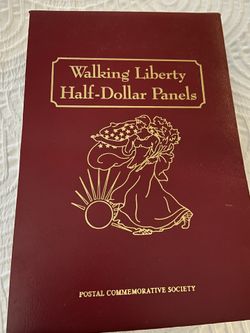 Walking Liberty
Half-Dollar Panels
POSTAL COMMEMORATIVE SOCIETY